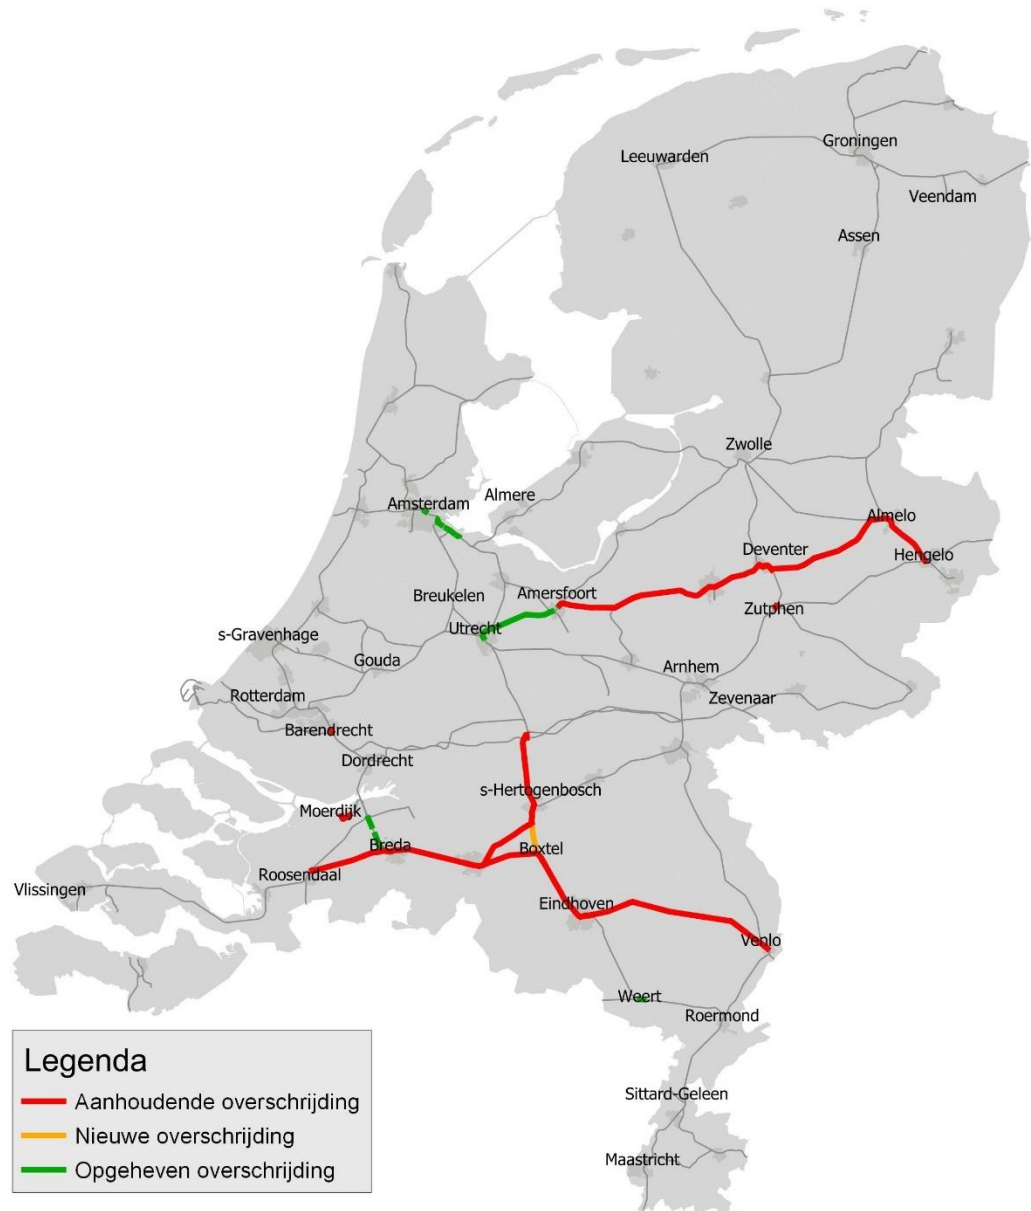 Groningen
Leeuwarden
Veendam
Assen
Zwolle
Almere
Amsterdam
Almelo
Deventer
Hengelo
Breukelen
Amersfoort
Zutphen
Utrecht
s-Gravenhage
Gouda
Arnhem
Rotterdam
Zevenaar
Barendrecht
Dordrecht
s-Hertogenbosch
Moerdijk
Breda
Boxtel
Roosendaal
Vlissingen
Eindhoven
Venlo
Weert
Roermond
Sittard-Geleen
Maastricht
Legenda
Aanhoudende overschrijding
Nieuwe overschrijding
Opgeheven overschrijding